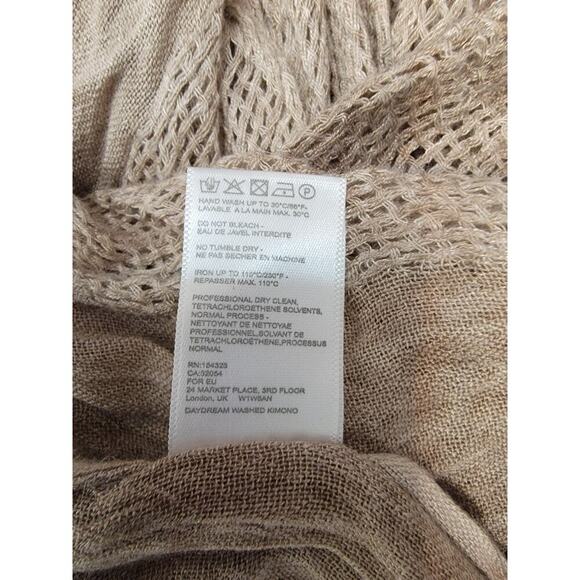 P
HAND WASH UP TO 30°C/86°F-
LAVABLE A LA MAIN MAX. 30°C
DO NOT BLEACH -
EAU DE JAVEL INTERDITE
NO TUMBLE DRY -
NE PAS SECHER EN MACHINE
IRON UP TO 110°C/230°F -
REPASSER MAX. 110°C
PROFESSIONAL DRY CLEAN,
TETRACHLOROETHENE SOLVENTS,
NORMAL PROCESS -
NETTOYANT DE NETTOYAE
PROFESSIONNEL,SOLVANT DE
TETRACHLOROETHENE,PROCESSUS
NORMAL
RN:154323
CA:52054
FOR EU
24 MARKET PLACE, 3RD FLOOR
London, UK W1W8AN
DAYDREAM WASHED KIMONO